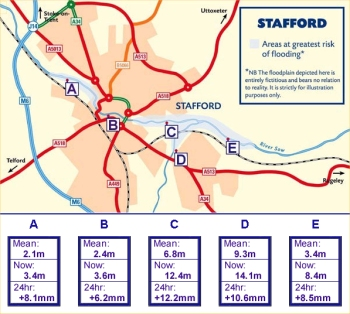 STAFFORD
Areas at greatest risk
of flooding*
*NB The floodplain depicted here is
entirely fictitious and bears no relation
to reality. It is strictly for illustration
purposes only.
Stoke-on-
Trent
Uttoxeter
A34
J14
A5013
A513
A518
M6
A
STAFFORD
B
C
River Sow
E
D
Telford
A518
A513
Rugeley
M6
A449
A34
A
B
C
D
E
Mean:
2.1m
Now:
3.4m
24hr:
+8.1mm
Mean:
2.4m
Now:
3.6m
24hr:
+6.2mm
Mean:
6.8m
Now:
12.4m
24hr:
+12.2mm
Mean:
9.3m
Now:
14.1m
24hr:
+10.6mm
Mean:
3.4m
Now:
8.4m
24hr:
+8.5mm